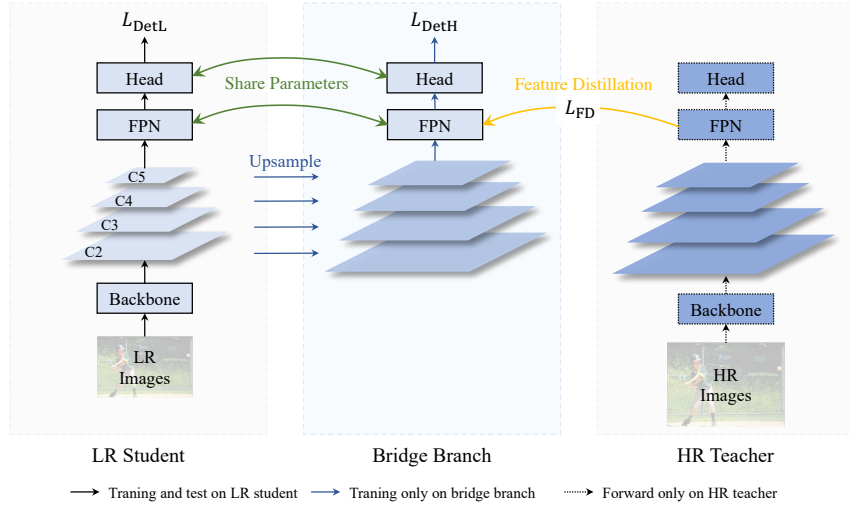 L_DetL
L_DetH
Head
Head
Head
Share Parameters
Feature Distillation
L_FD
FPN
FPN
FPN
Upsample
C5
C4
C3
C2
Backbone
Backbone
LR
Images
HR
Images
LR Student
Bridge Branch
HR Teacher
Traning and test on LR student
Traning only on bridge branch
Forward only on HR teacher